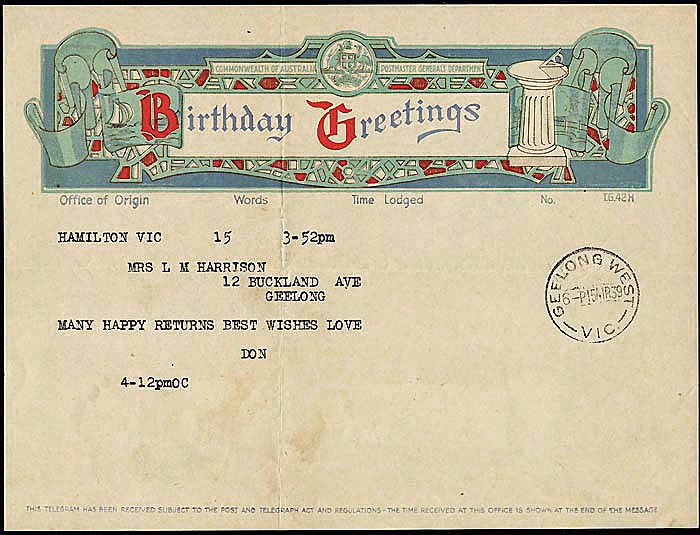 COMMONWEALTH OF AUSTRALIA POSTMASTER GENERAL'S DEPARTMENT
Birthday Greetings
Office of Origin Words Time Lodged No. T.G.42H
HAMILTON VIC 15 3-52pm
MRS L M HARRISON
12 BUCKLAND AVE
GEELONG
MANY HAPPY RETURNS BEST WISHES LOVE
DON
4-12pmOC
GEELONG WEST
6-P15MR39
VIC.
THIS TELEGRAM HAS BEEN RECEIVED SUBJECT TO THE POST AND TELEGRAPH ACT AND REGULATIONS - THE TIME RECEIVED AT THIS OFFICE IS SHOWN AT THE END OF THE MESSAGE